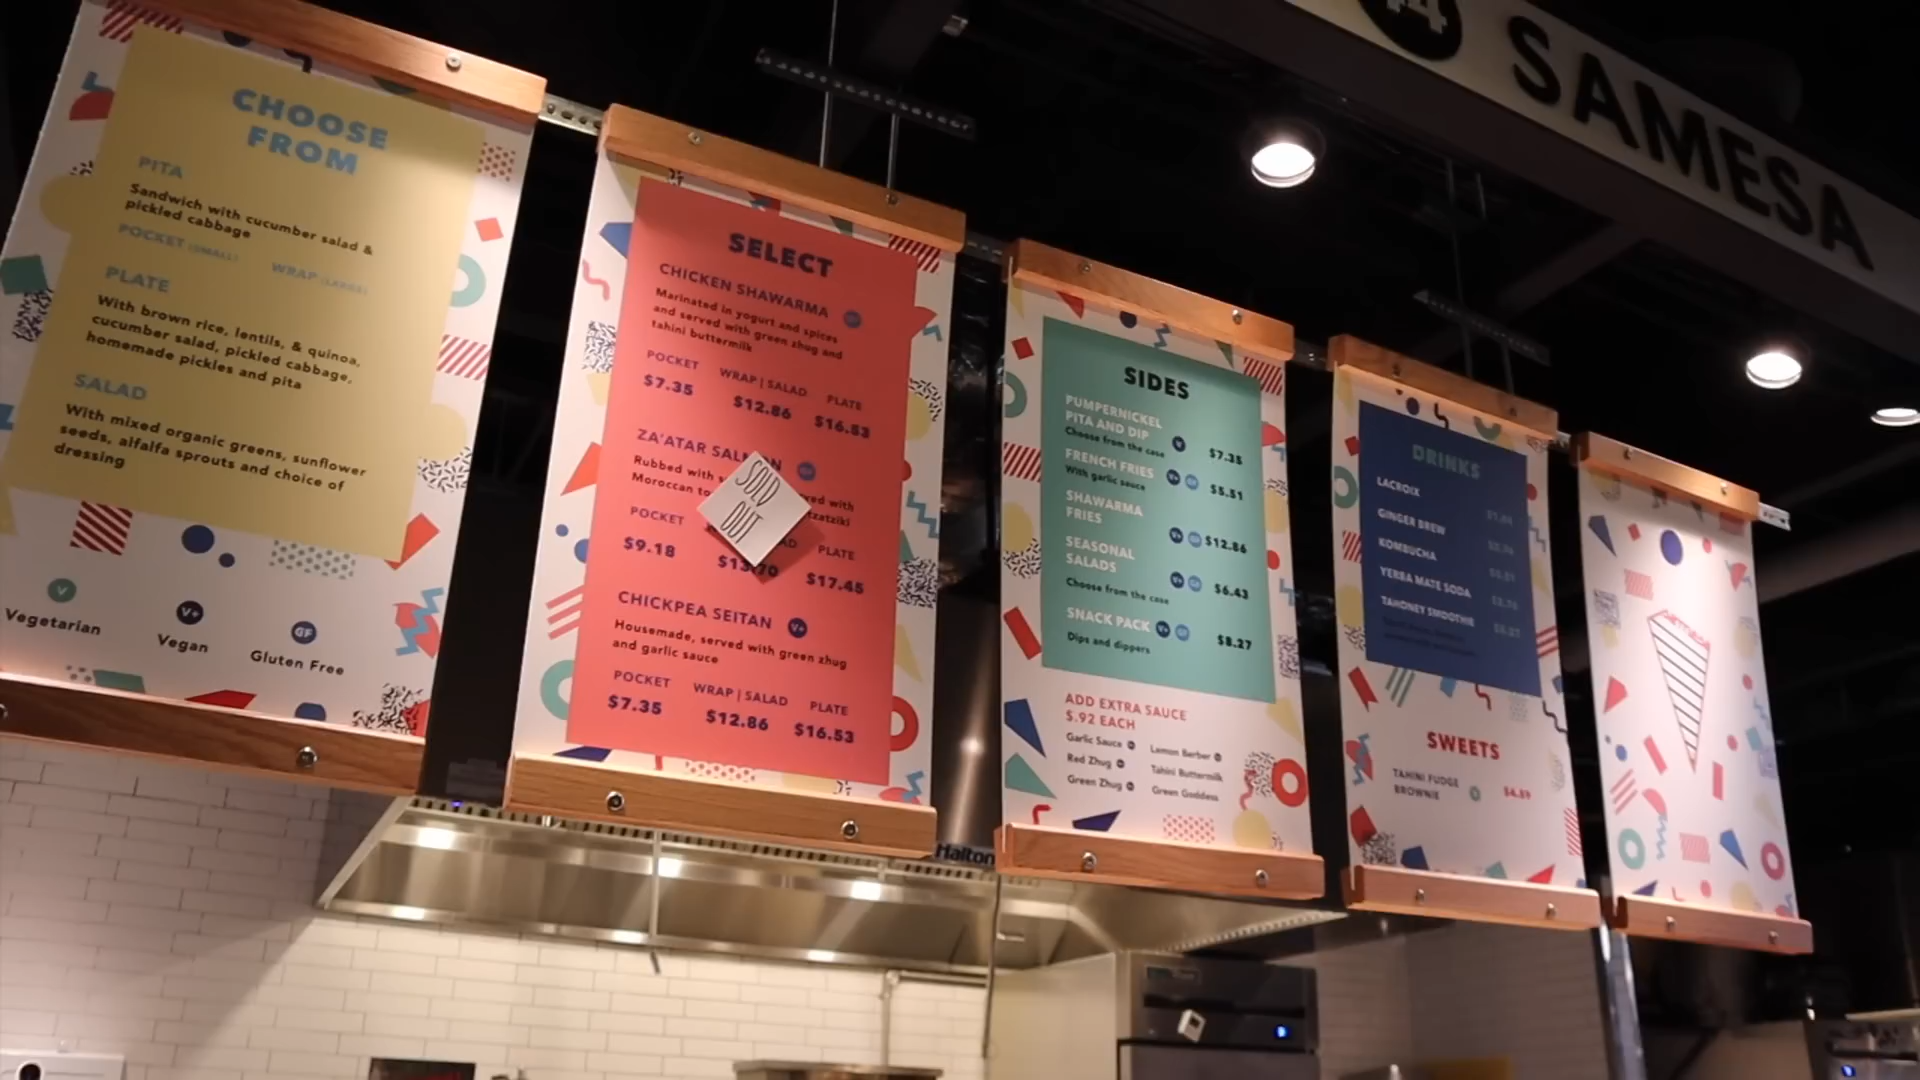 44 SAMESA
CHOOSE
FROM
PITA
Sandwich with cucumber salad &
pickled cabbage
POCKET (SMALL) WRAP (LARGE)
PLATE
With brown rice, lentils, & quinoa,
cucumber salad, pickled cabbage,
homemade pickles and pita
SALAD
With mixed organic greens, sunflower
seeds, alfalfa sprouts and choice of
dressing
V
Vegetarian
V+
Vegan
GF
Gluten Free
SELECT
CHICKEN SHAWARMA GF
Marinated in yogurt and spices
and served with green zhug and
tahini buttermilk
POCKET WRAP | SALAD PLATE
$7.35 $12.86 $16.53
ZA'ATAR SALMON
Rubbed with
Moroccan
tzatziki
SOLD
OUT
POCKET PLATE
$9.18 $13.70 $17.45
CHICKPEA SEITAN V+
Housemade, served with green zhug
and garlic sauce
POCKET WRAP | SALAD PLATE
$7.35 $12.86 $16.53
SIDES
PUMPERNICKEL
PITA AND DIP V $7.35
Choose from the case
FRENCH FRIES V+ GF $5.51
With garlic sauce
SHAWARMA
FRIES V+ GF $12.86
SEASONAL
SALADS V+ GF $6.43
Choose from the case
SNACK PACK V+ GF $8.27
Dips and dippers
ADD EXTRA SAUCE
$.92 EACH
Garlic Sauce Lemon Berber
Red Zhug Tahini Buttermilk
Green Zhug Green Goddess
DRINKS
LACROIX
GINGER BREW
KOMBUCHA
YERBA MATE SODA
TAHONEY SMOOTHIE
SWEETS
TAHINI FUDGE
BROWNIE $4.59
Halton